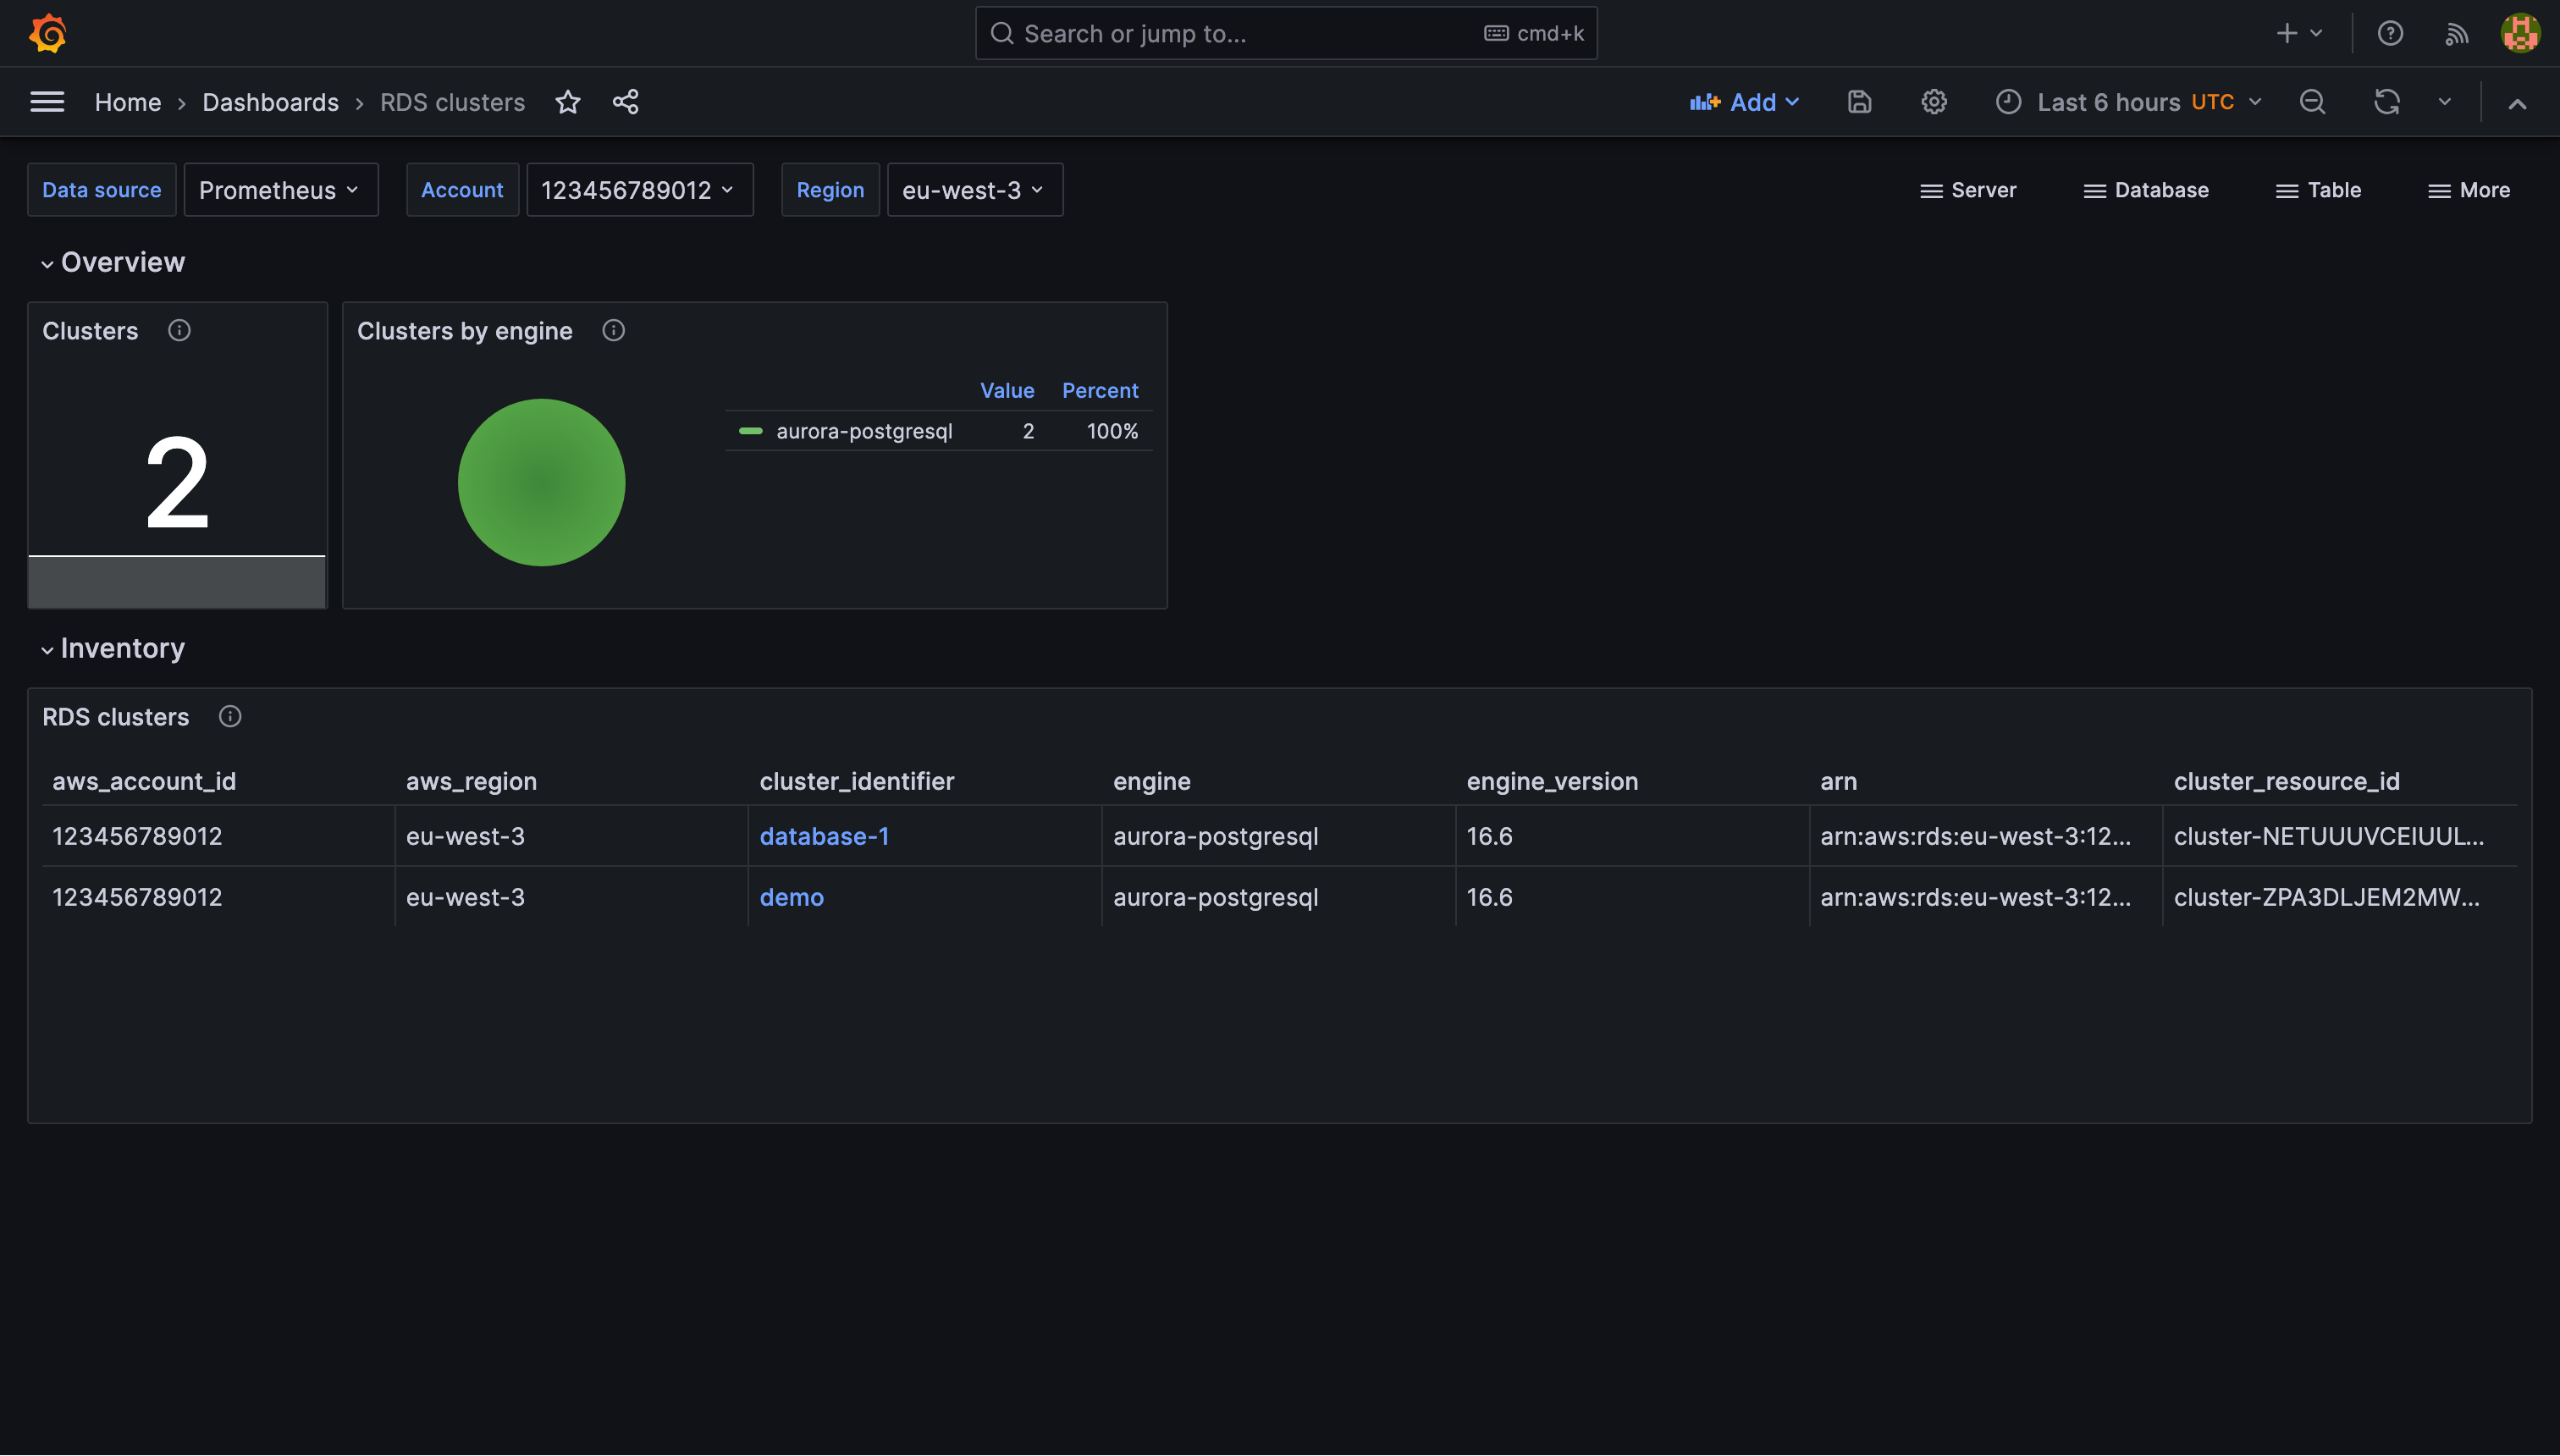 Search or jump to...
cmd+k
Home › Dashboards › RDS clusters
Add
Last 6 hours UTC
Data source Prometheus Account 123456789012 Region eu-west-3
Server Database Table More
Overview
Clusters
2
Clusters by engine
Value Percent
aurora-postgresql 2 100%
Inventory
RDS clusters
aws_account_id aws_region cluster_identifier engine engine_version arn cluster_resource_id
123456789012 eu-west-3 database-1 aurora-postgresql 16.6 arn:aws:rds:eu-west-3:12... cluster-NETUUUVCEIUUL...
123456789012 eu-west-3 demo aurora-postgresql 16.6 arn:aws:rds:eu-west-3:12... cluster-ZPA3DLJEM2MW...